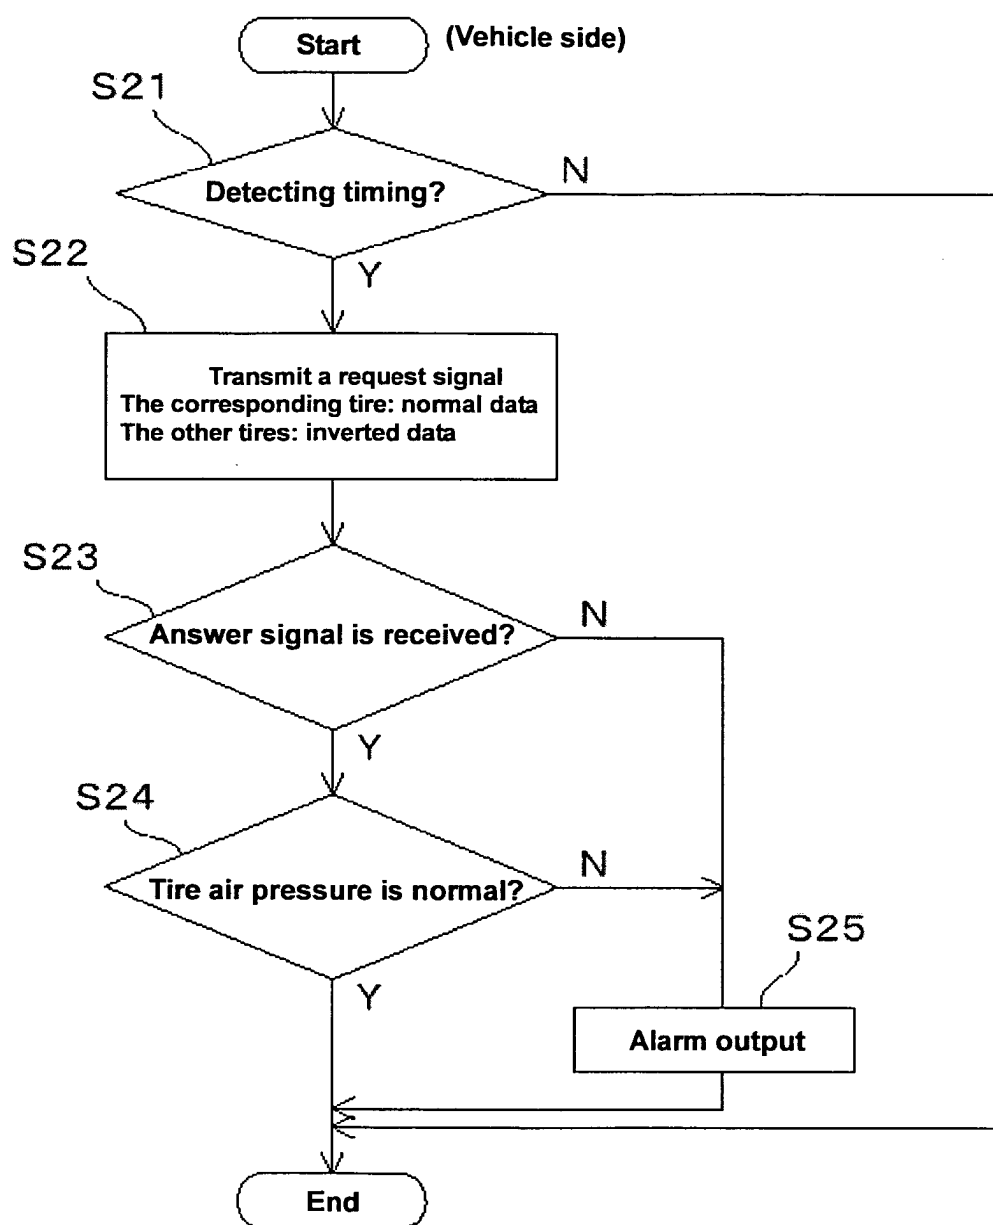 Start
(Vehicle side)
S21
Detecting timing?
N
Y
S22
Transmit a request signal
The corresponding tire: normal data
The other tires: inverted data
S23
Answer signal is received?
N
Y
S24
Tire air pressure is normal?
N
Y
S25
Alarm output
End